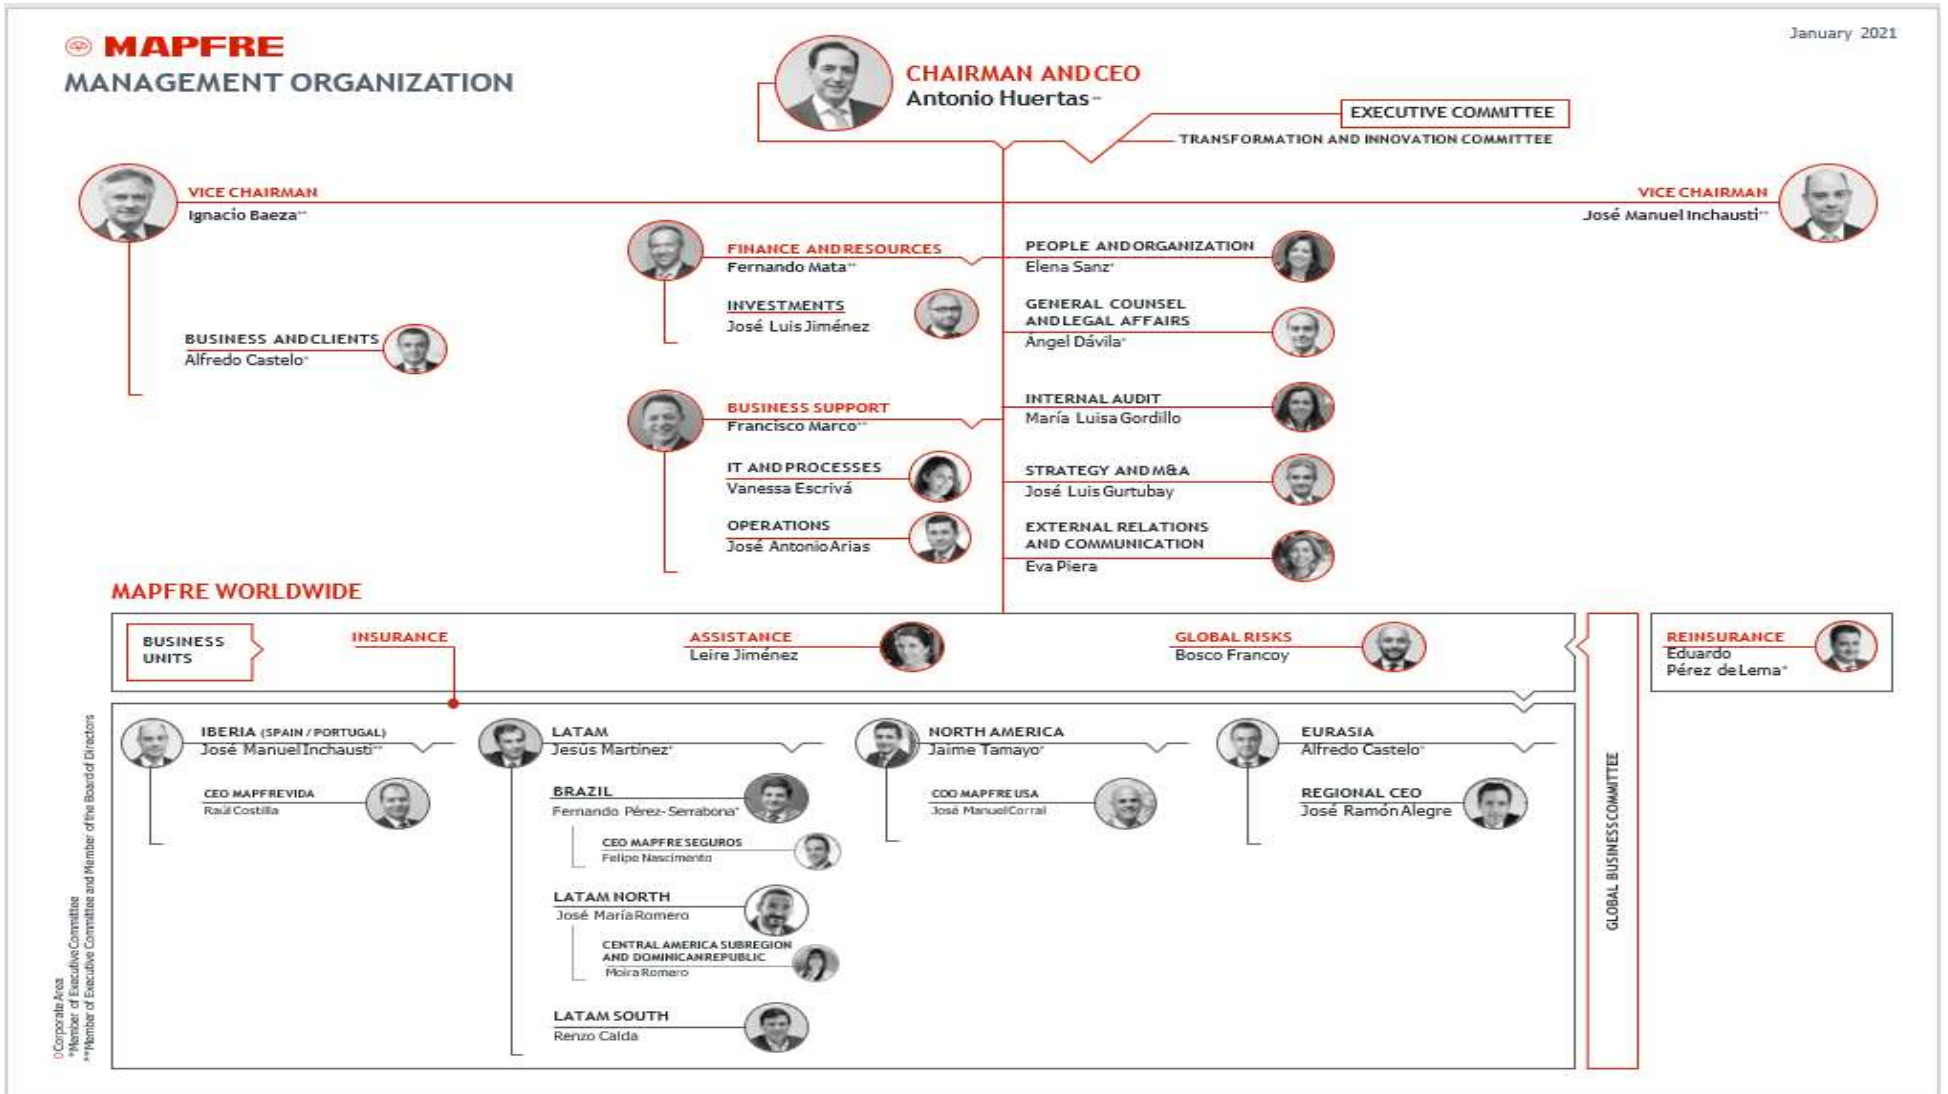 MAPFRE
MANAGEMENT ORGANIZATION
January 2021
CHAIRMAN AND CEO
Antonio Huertas**
EXECUTIVE COMMITTEE
TRANSFORMATION AND INNOVATION COMMITTEE
VICE CHAIRMAN
Ignacio Baeza**
VICE CHAIRMAN
José Manuel Inchausti**
BUSINESS AND CLIENTS
Alfredo Castelo*
FINANCE AND RESOURCES
Fernando Mata**
INVESTMENTS
José Luis Jiménez
BUSINESS SUPPORT
Francisco Marco**
IT AND PROCESSES
Vanessa Escrivá
OPERATIONS
José Antonio Arias
PEOPLE AND ORGANIZATION
Elena Sanz*
GENERAL COUNSEL
AND LEGAL AFFAIRS
Ángel Dávila*
INTERNAL AUDIT
María Luisa Gordillo
STRATEGY AND M&A
José Luis Gurtubay
EXTERNAL RELATIONS
AND COMMUNICATION
Eva Piera
MAPFRE WORLDWIDE
BUSINESS
UNITS
INSURANCE
ASSISTANCE
Leire Jiménez
GLOBAL RISKS
Bosco Francoy
REINSURANCE
Eduardo
Pérez de Lema*
IBERIA (SPAIN / PORTUGAL)
José Manuel Inchausti**
CEO MAPFRE VIDA
Raúl Costilla
LATAM
Jesús Martínez*
BRAZIL
Fernando Pérez-Serrabona*
CEO MAPFRE SEGUROS
Felipe Nascimento
LATAM NORTH
José María Romero
CENTRAL AMERICA SUBREGION
AND DOMINICAN REPUBLIC
Moira Romero
LATAM SOUTH
Renzo Calda
NORTH AMERICA
Jaime Tamayo*
COO MAPFRE USA
José Manuel Corral
EURASIA
Alfredo Castelo*
REGIONAL CEO
José Ramón Alegre
GLOBAL BUSINESS COMMITTEE
Corporate Area
*Member of Executive Committee
**Member of Executive Committee and Member of the Board of Directors